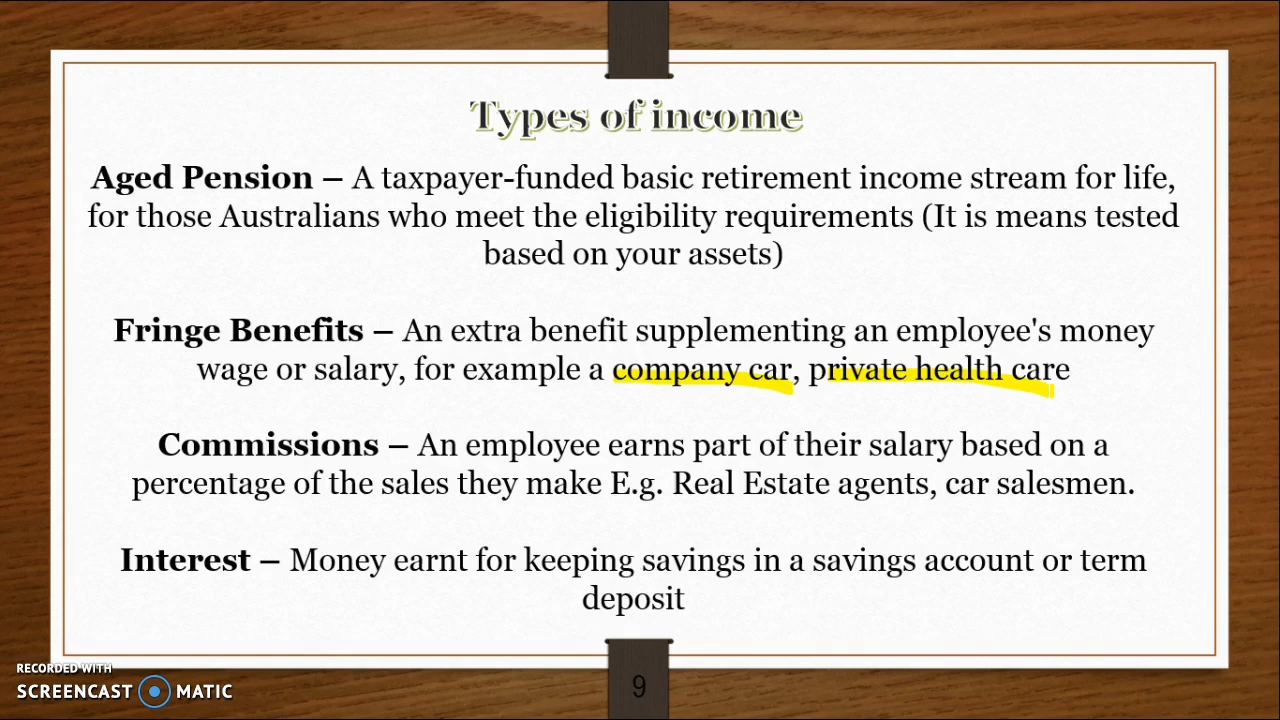 Types of income
Aged Pension – A taxpayer-funded basic retirement income stream for life,
for those Australians who meet the eligibility requirements (It is means tested
based on your assets)
Fringe Benefits – An extra benefit supplementing an employee's money
wage or salary, for example a company car, private health care
Commissions – An employee earns part of their salary based on a
percentage of the sales they make E.g. Real Estate agents, car salesmen.
Interest – Money earnt for keeping savings in a savings account or term
deposit
RECORDED WITH
SCREENCAST MATIC
9